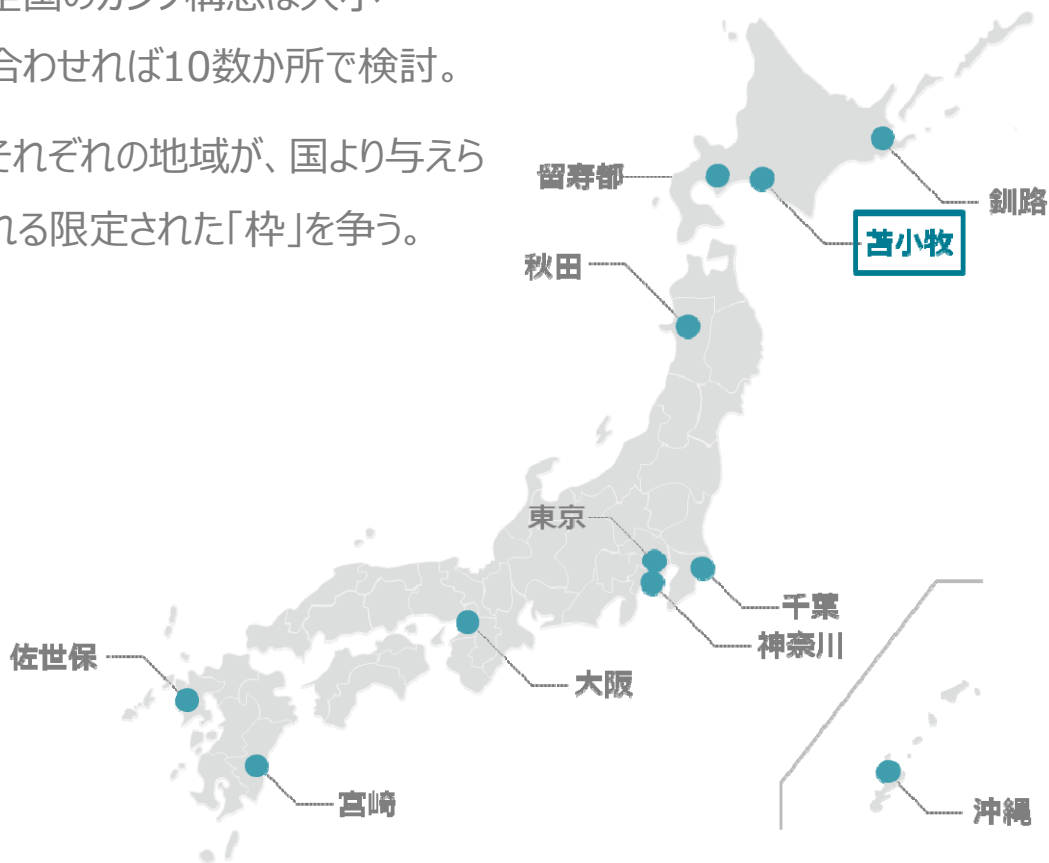 合わせれば10数か所で検討。
それぞれの地域が、国より与えら
れる限定された「枠」を争う。
留寿都
釧路
苫小牧
秋田
東京
千葉
神奈川
佐世保
大阪
宮崎
沖縄